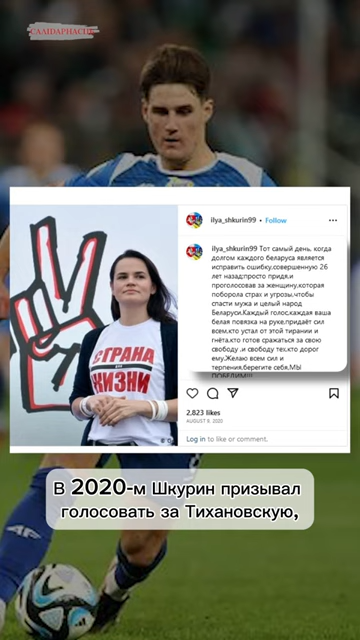 САЛІДАРНАСЦЬ
ilya_shkurin99 • Follow
ilya_shkurin99 Тот самый день, когда
долгом каждого беларуса является
исправить ошибку,совершенную 26
лет назад:просто придя.и
проголосовав за женщину,которая
поборола страх и угрозы,чтобы
спасти мужа и целый народ
Беларуси.Каждый голос,каждая ваша
белая повязка на руке,придаёт сил
всем.кто устал от этой тирании и
гнёта.кто готов сражаться за свою
свободу .и свободу тех.кто дорог
ему.Желаю всем сил и
терпения.берегите себя.МЫ
СТРАНА
ДЛЯ
ЖИЗНИ
2,823 likes
AUGUST 9, 2020
Log in to like or comment.
В 2020-м Шкурин призывал
голосовать за Тихановскую,